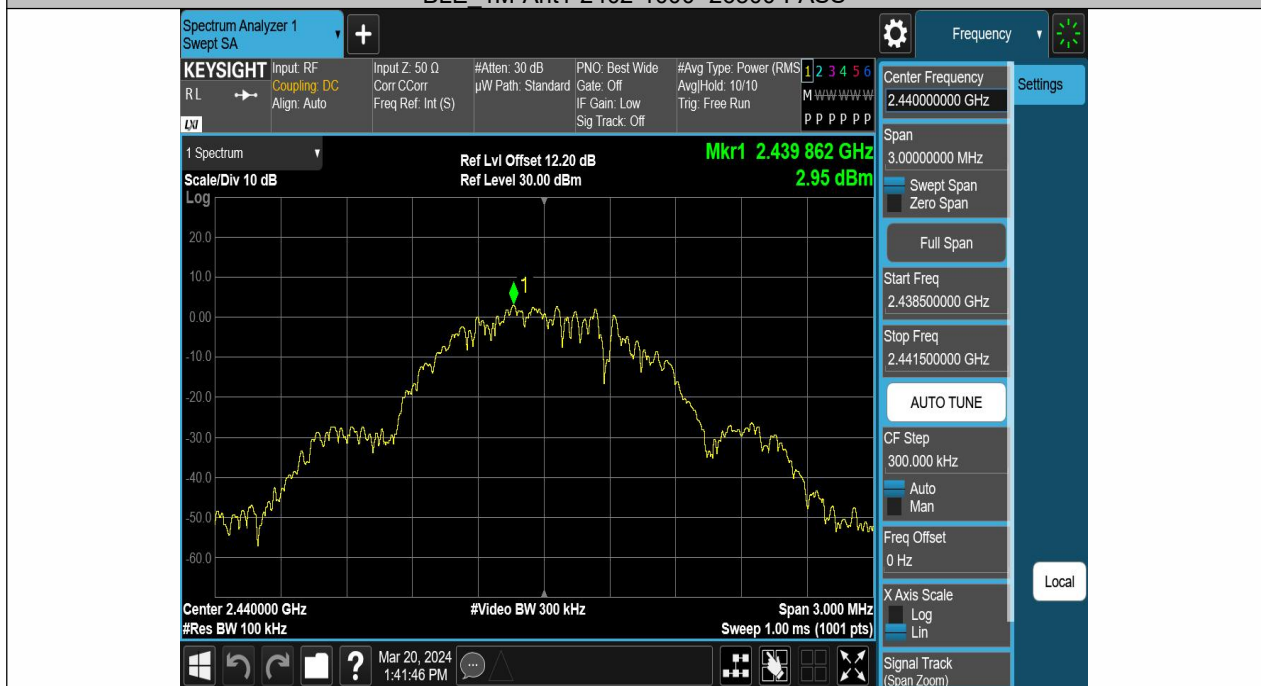 Spectrum Analyzer 1
Swept SA
+
Frequency
KEYSIGHT
R L
LXI
Input: RF
Coupling: DC
Align: Auto
Input Z: 50 Ω
Corr CCorr
Freq Ref: Int (S)
#Atten: 30 dB
µW Path: Standard
PNO: Best Wide
Gate: Off
IF Gain: Low
Sig Track: Off
#Avg Type: Power (RMS
Avg|Hold: 10/10
Trig: Free Run
1 2 3 4 5 6
M W W W W W
P P P P P P
Center Frequency
2.440000000 GHz
Settings
Span
3.00000000 MHz
Swept Span
Zero Span
Full Span
Start Freq
2.438500000 GHz
Stop Freq
2.441500000 GHz
AUTO TUNE
CF Step
300.000 kHz
Auto
Man
Freq Offset
0 Hz
X Axis Scale
Log
Lin
Signal Track
(Span Zoom)
Local
1 Spectrum
Scale/Div 10 dB
Ref Lvl Offset 12.20 dB
Ref Level 30.00 dBm
Mkr1 2.439 862 GHz
2.95 dBm
Log
20.0
10.0
0.00
-10.0
-20.0
-30.0
-40.0
-50.0
-60.0
1
Center 2.440000 GHz
#Res BW 100 kHz
#Video BW 300 kHz
Span 3.000 MHz
Sweep 1.00 ms (1001 pts)
?
Mar 20, 2024
1:41:46 PM